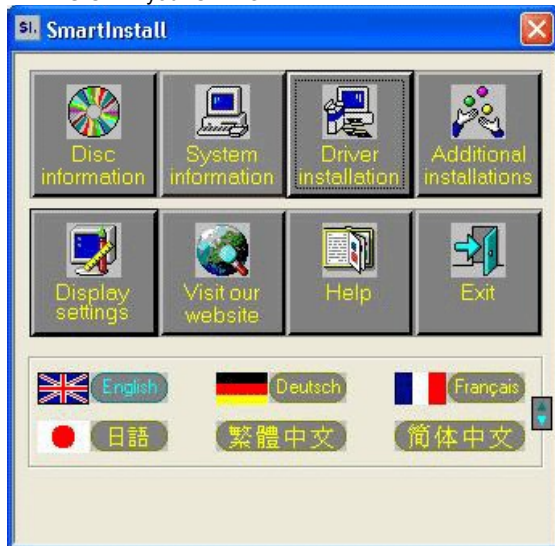 SI. SmartInstall
Disc
information
System
information
Driver
installation
Additional
installations
Display
settings
Visit our
website
Help
Exit
English
Deutsch
Français
日語
繁體中文
简体中文